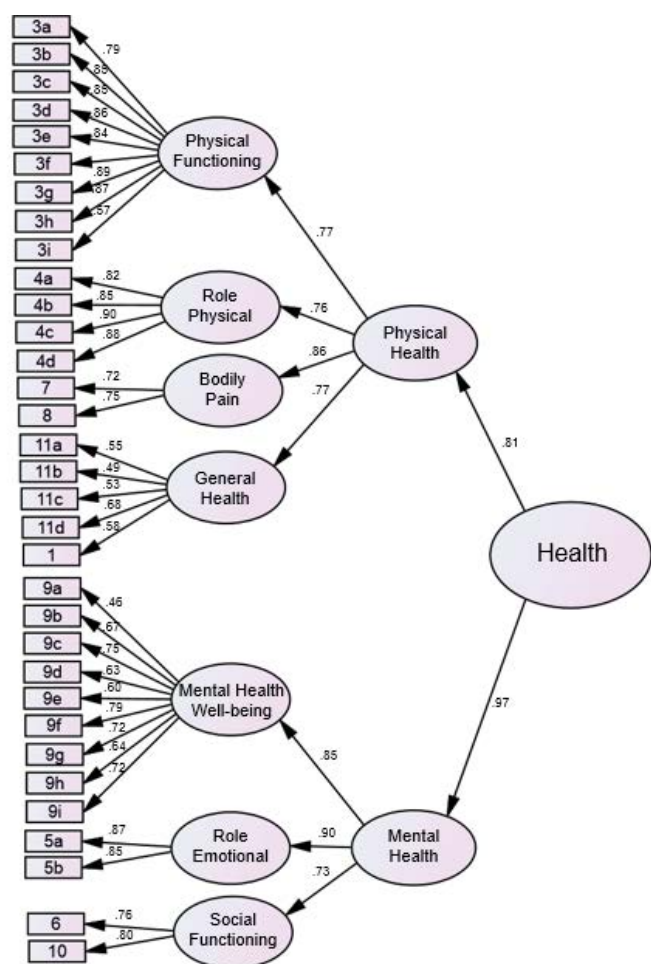 3a
3b
3c
3d
3e
3f
3g
3h
3i
.79
.85
.85
.86
.84
.89
.87
.57
Physical
Functioning
.77
4a
4b
4c
4d
.82
.85
.90
.88
Role
Physical
.76
7
8
.72
.75
Bodily
Pain
.86
11a
11b
11c
11d
1
.55
.49
.53
.68
.58
General
Health
.77
Physical
Health
.81
Health
9a
9b
9c
9d
9e
9f
9g
9h
9i
.46
.67
.75
.63
.60
.79
.72
.64
.72
Mental Health
Well-being
.85
5a
5b
.87
.85
Role
Emotional
.90
6
10
.76
.80
Social
Functioning
.73
Mental
Health
.97